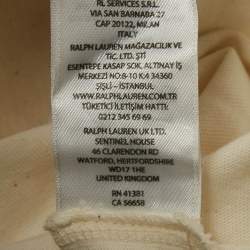 RL SERVICES S.R.L.
VIA SAN BARNABA 27
CAP 20122, MILAN
ITALY
RALPH LAUREN MAĞAZACILIK VE
TİC. LTD. ŞTİ
ESENTEPE KASAP SOK. ALTINAY İŞ
MERKEZİ NO:8-10 K:4 34360
ŞİŞLİ - İSTANBUL
WWW.RALPHLAUREN.COM.TR
TÜKETİCİ İLETİŞİM HATTI:
0212 345 69 69
RALPH LAUREN UK LTD.
SENTINEL HOUSE
46 CLARENDON RD
WATFORD, HERTFORDSHIRE
WD17 1HE
UNITED KINGDOM
RN 41381
CA 56658